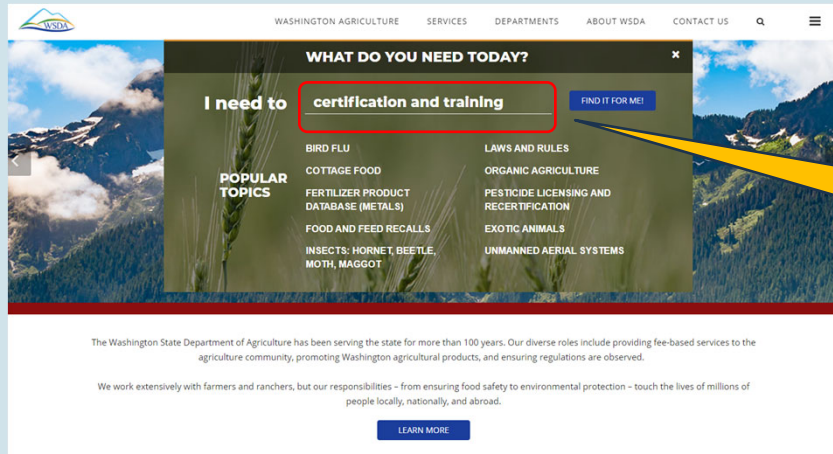 WSDA
WASHINGTON AGRICULTURE SERVICES DEPARTMENTS ABOUT WSDA CONTACT US
WHAT DO YOU NEED TODAY?
I need to certification and training FIND IT FOR ME!
POPULAR
TOPICS
BIRD FLU
COTTAGE FOOD
FERTILIZER PRODUCT
DATABASE (METALS)
FOOD AND FEED RECALLS
INSECTS: HORNET, BEETLE,
MOTH, MAGGOT
LAWS AND RULES
ORGANIC AGRICULTURE
PESTICIDE LICENSING AND
RECERTIFICATION
EXOTIC ANIMALS
UNMANNED AERIAL SYSTEMS
The Washington State Department of Agriculture has been serving the state for more than 100 years. Our diverse roles include providing fee-based services to the
agriculture community, promoting Washington agricultural products, and ensuring regulations are observed.
We work extensively with farmers and ranchers, but our responsibilities – from ensuring food safety to environmental protection – touch the lives of millions of
people locally, nationally, and abroad.
LEARN MORE